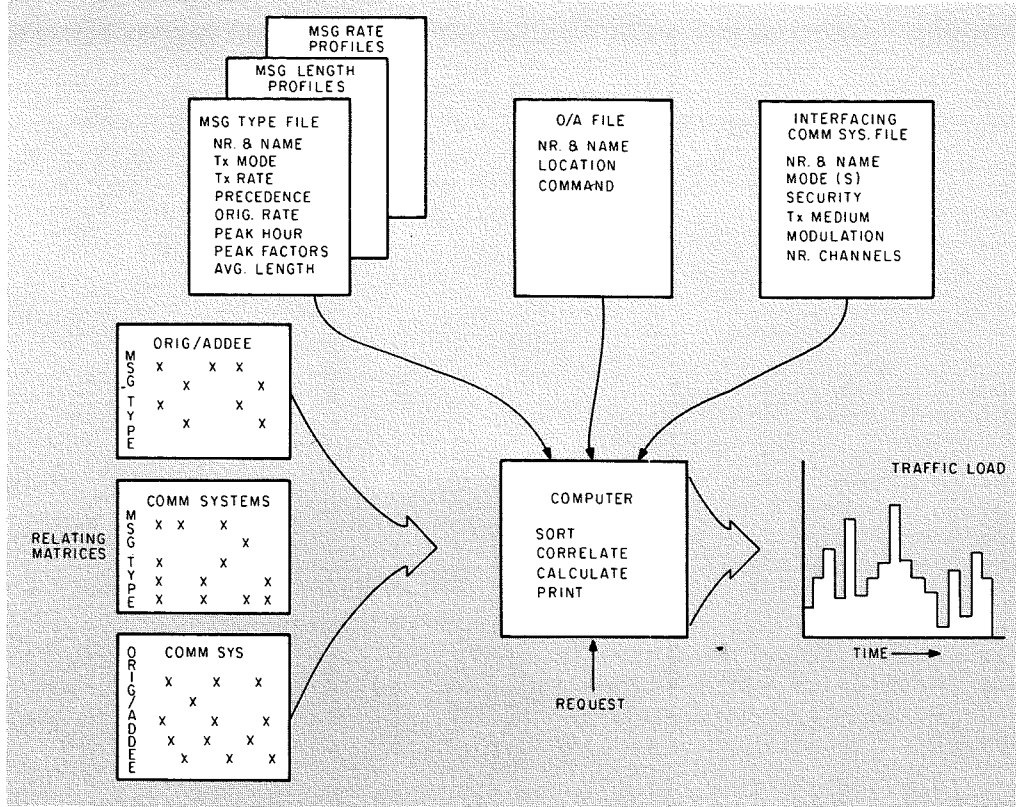 MSG RATE
PROFILES
MSG LENGTH
PROFILES
MSG TYPE FILE
NR. & NAME
Tx MODE
Tx RATE
PRECEDENCE
ORIG. RATE
PEAK HOUR
PEAK FACTORS
AVG. LENGTH
O/A FILE
NR. & NAME
LOCATION
COMMAND
INTERFACING
COMM SYS. FILE
NR. & NAME
MODE (S)
SECURITY
Tx MEDIUM
MODULATION
NR. CHANNELS
ORIG/ADDEE
MSG TYPE
X X X
X X
X X
X X
RELATING
MATRICES
COMM SYSTEMS
MSG TYPE
X X X
X
X X
X X X
X X X X
COMM SYS
ORIG/ADDEE
X X X
X
X X X
X X X
X X X
COMPUTER
SORT
CORRELATE
CALCULATE
PRINT
REQUEST
TRAFFIC LOAD
TIME